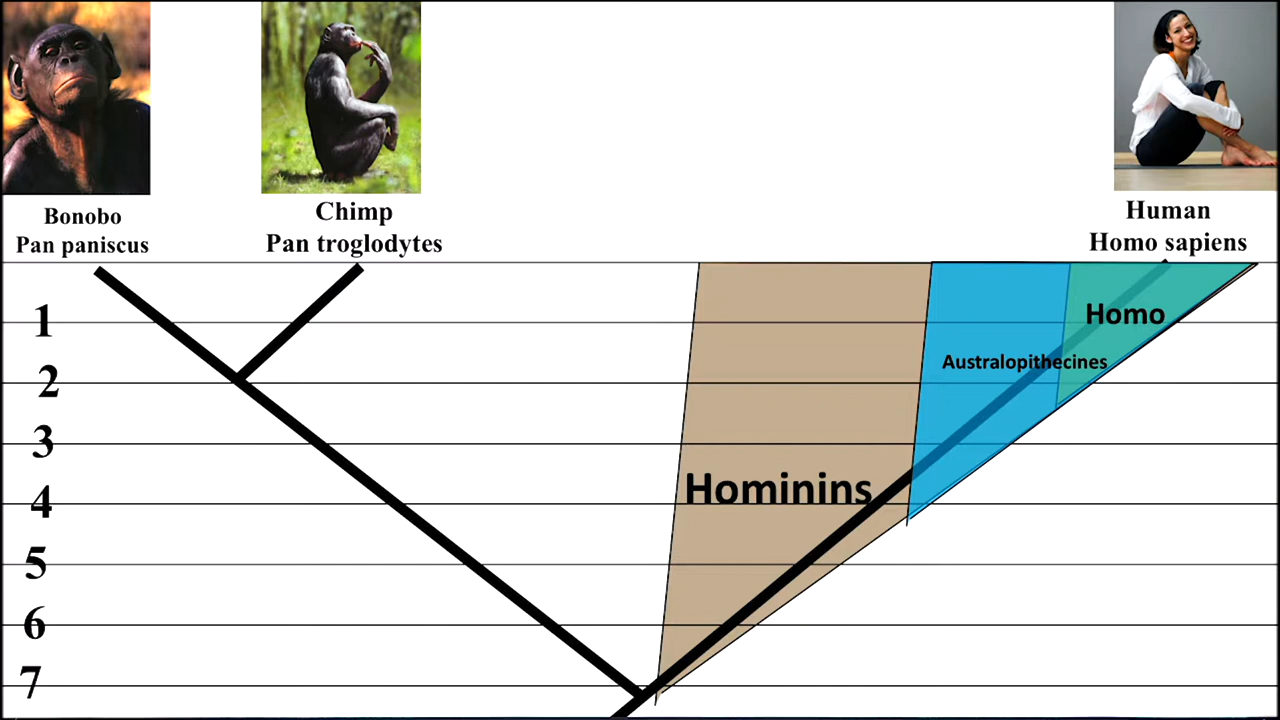 Bonobo
Pan paniscus
Chimp
Pan troglodytes
Human
Homo sapiens
1
Homo
Australopithecines
2
3
Hominins
4
5
6
7